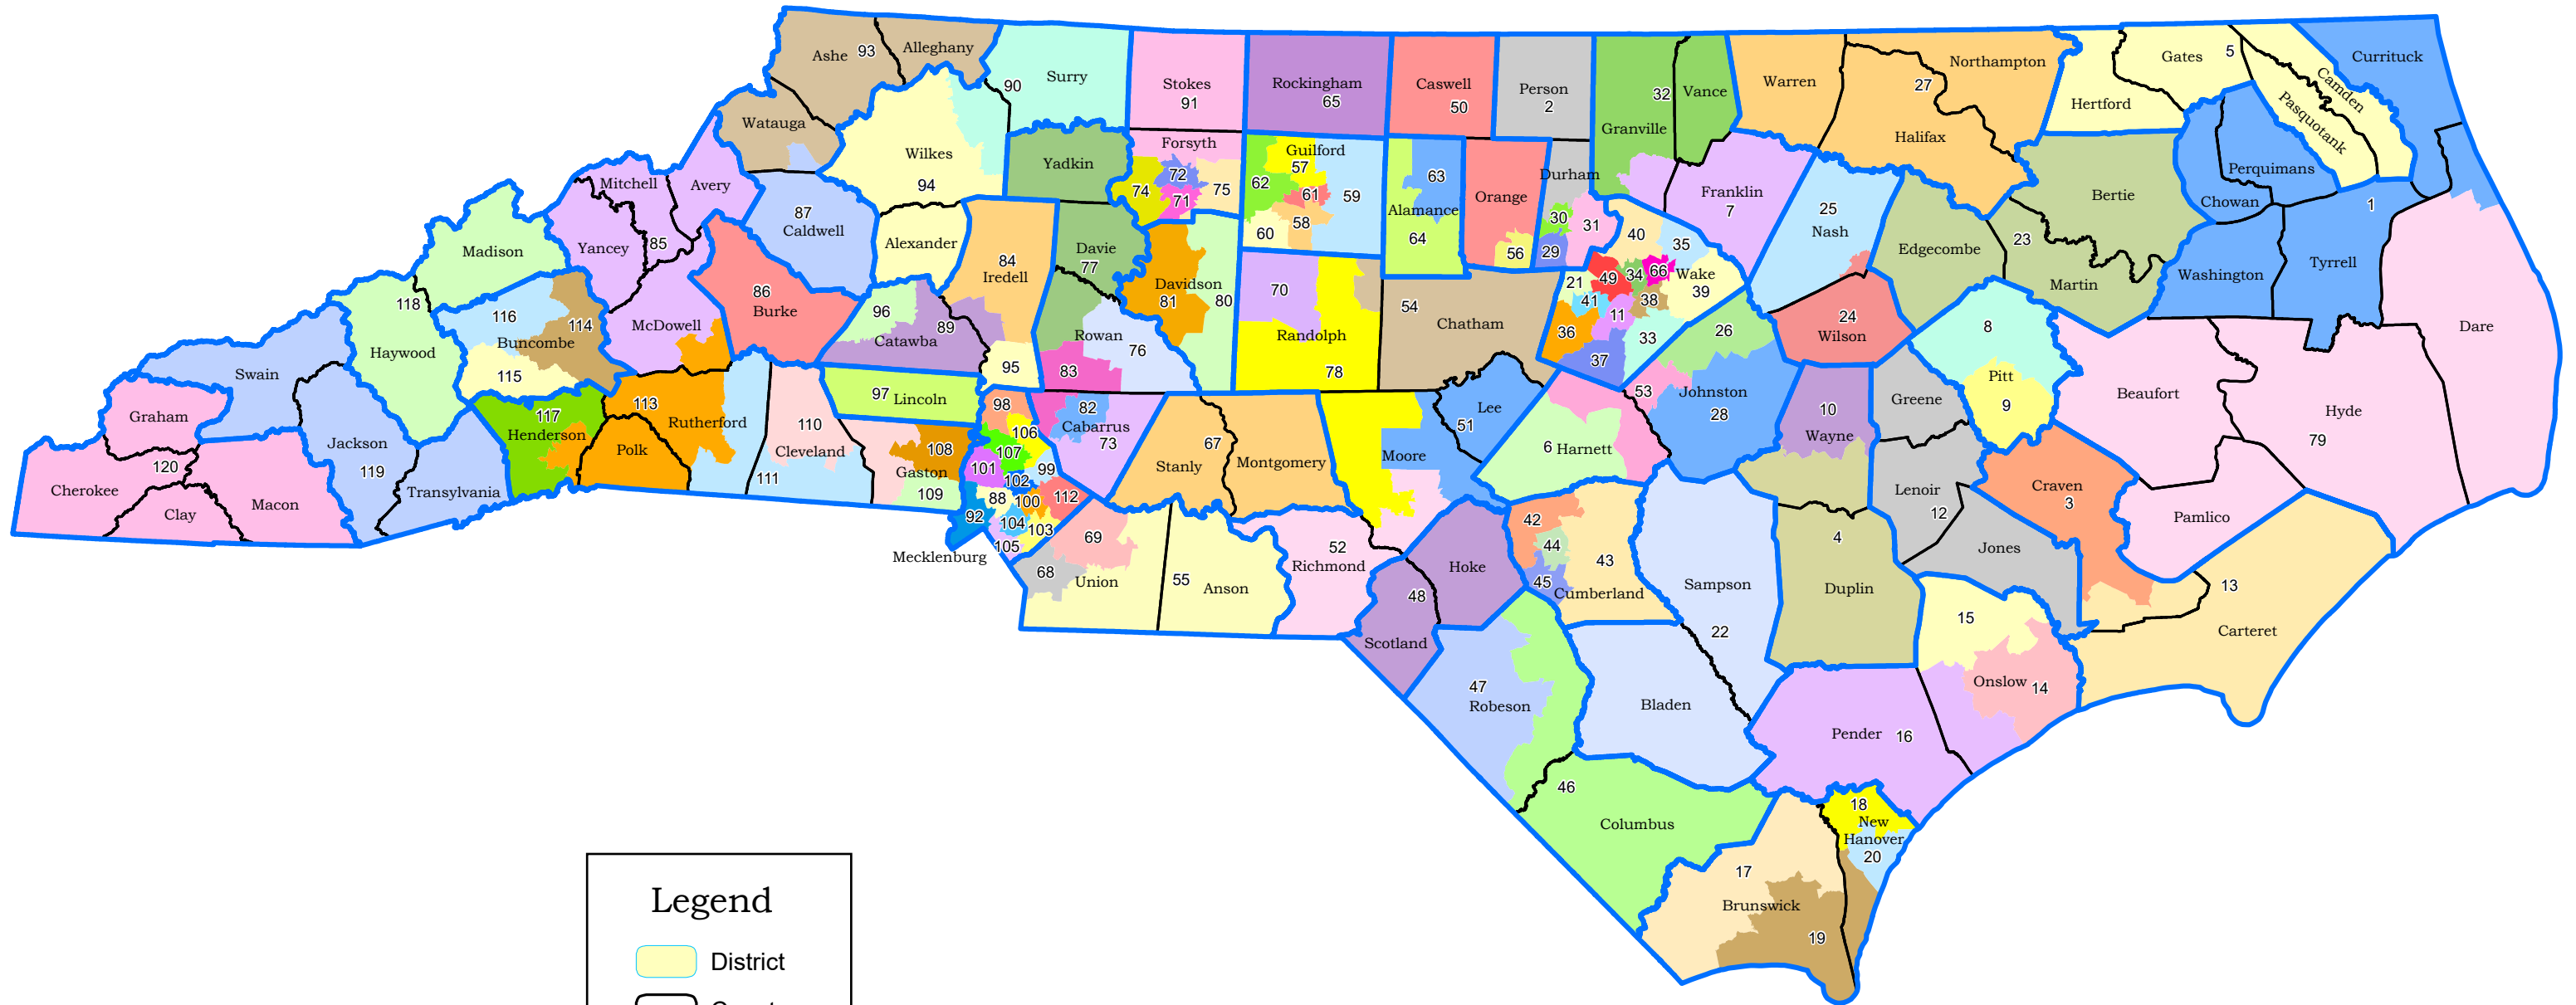 Ashe 93
Alleghany
90
Surry
Stokes
91
Rockingham
65
Caswell
50
Person
2
32
Vance
Granville
Warren
27
Northampton
Halifax
Gates
5
Hertford
Camden
Pasquotank
Currituck
Perquimans
Chowan
1
Bertie
Watauga
Wilkes
94
Yadkin
Forsyth
74
72
71
75
Guilford
57
62
61
59
58
60
63
Alamance
64
Orange
56
Durham
30
31
29
Franklin
7
25
Nash
Edgecombe
23
Martin
Washington
Tyrrell
Dare
Mitchell
Avery
Yancey
85
87
Caldwell
Alexander
84
Iredell
Davie
77
Davidson
81
80
70
Randolph
78
54
Chatham
40
35
21
49
34
66
Wake
39
41
38
11
36
33
37
26
24
Wilson
8
Pitt
9
Madison
118
Haywood
116
114
Buncombe
115
McDowell
86
Burke
96
89
Catawba
95
Rowan
76
83
Swain
Graham
Jackson
119
Transylvania
117
Henderson
113
Rutherford
Polk
110
Cleveland
111
97 Lincoln
108
Gaston
109
98
106
107
101
99
102
88
100
112
92
104
103
105
Mecklenburg
82
Cabarrus
73
67
Stanly
Montgomery
Moore
Lee
51
53
Johnston
28
6 Harnett
10
Wayne
Greene
Lenoir
12
Jones
Craven
3
Beaufort
Hyde
79
Pamlico
120
Cherokee
Clay
Macon
69
68
Union
55
Anson
52
Richmond
Hoke
48
Scotland
42
44
43
45
Cumberland
Sampson
22
4
Duplin
15
Onslow 14
13
Carteret
47
Robeson
Bladen
Pender 16
46
Columbus
18
New
Hanover
20
17
Brunswick
19
Legend
District